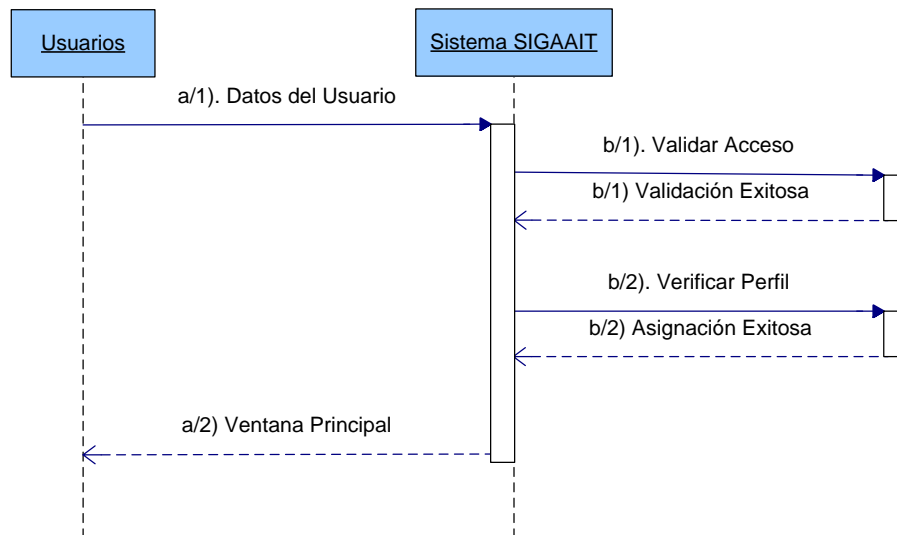 Usuarios
Sistema SIGAAIT
a/1). Datos del Usuario
b/1). Validar Acceso
b/1) Validación Exitosa
b/2). Verificar Perfil
b/2) Asignación Exitosa
a/2) Ventana Principal